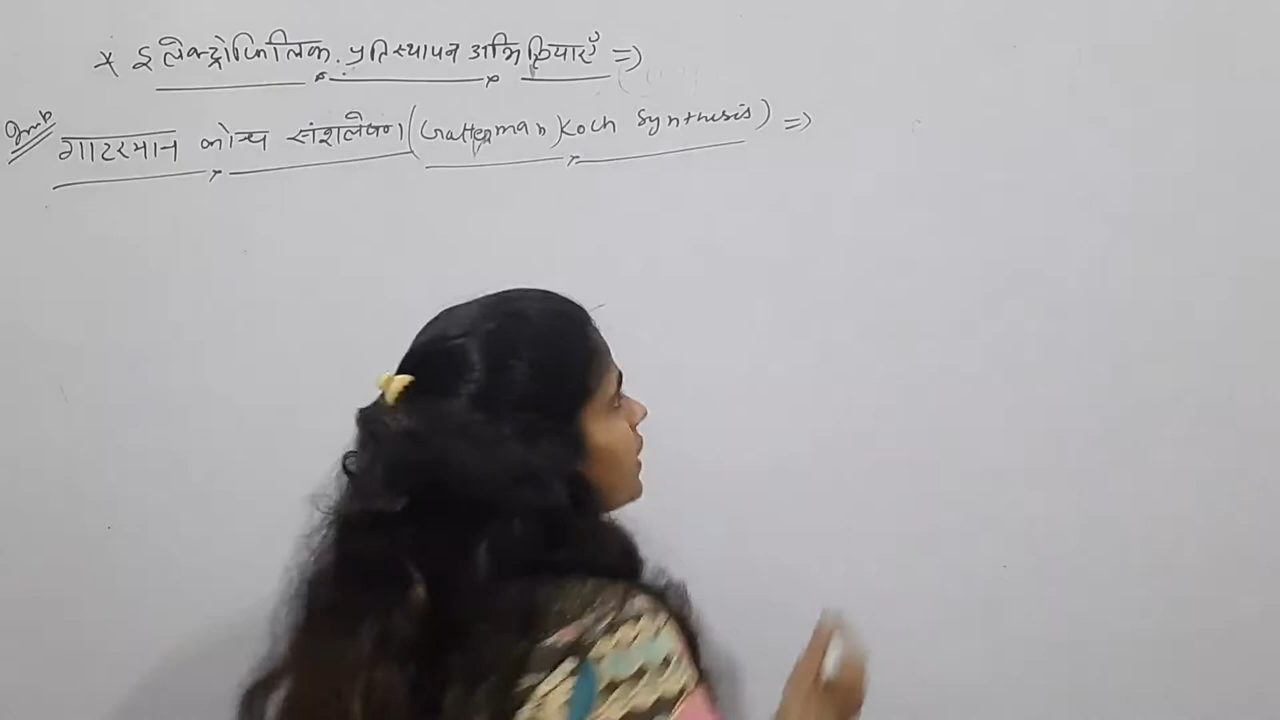 * इलेक्ट्रोफिलिक प्रतिस्थापन अभिक्रियाएँ =>
Imp गाटरमान कोच संश्लेषण (Gatterman Koch Synthesis) =>